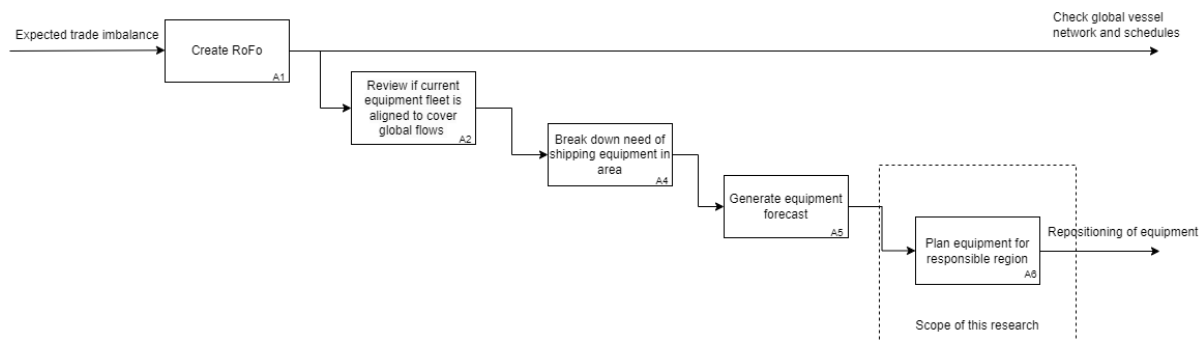 Expected trade imbalance
Create RoFo
A1
Check global vessel
network and schedules
Review if current
equipment fleet is
aligned to cover
global flows
A2
Break down need of
shipping equipment in
area
A4
Generate equipment
forecast
A5
Plan equipment for
responsible region
A6
Repositioning of equipment
Scope of this research